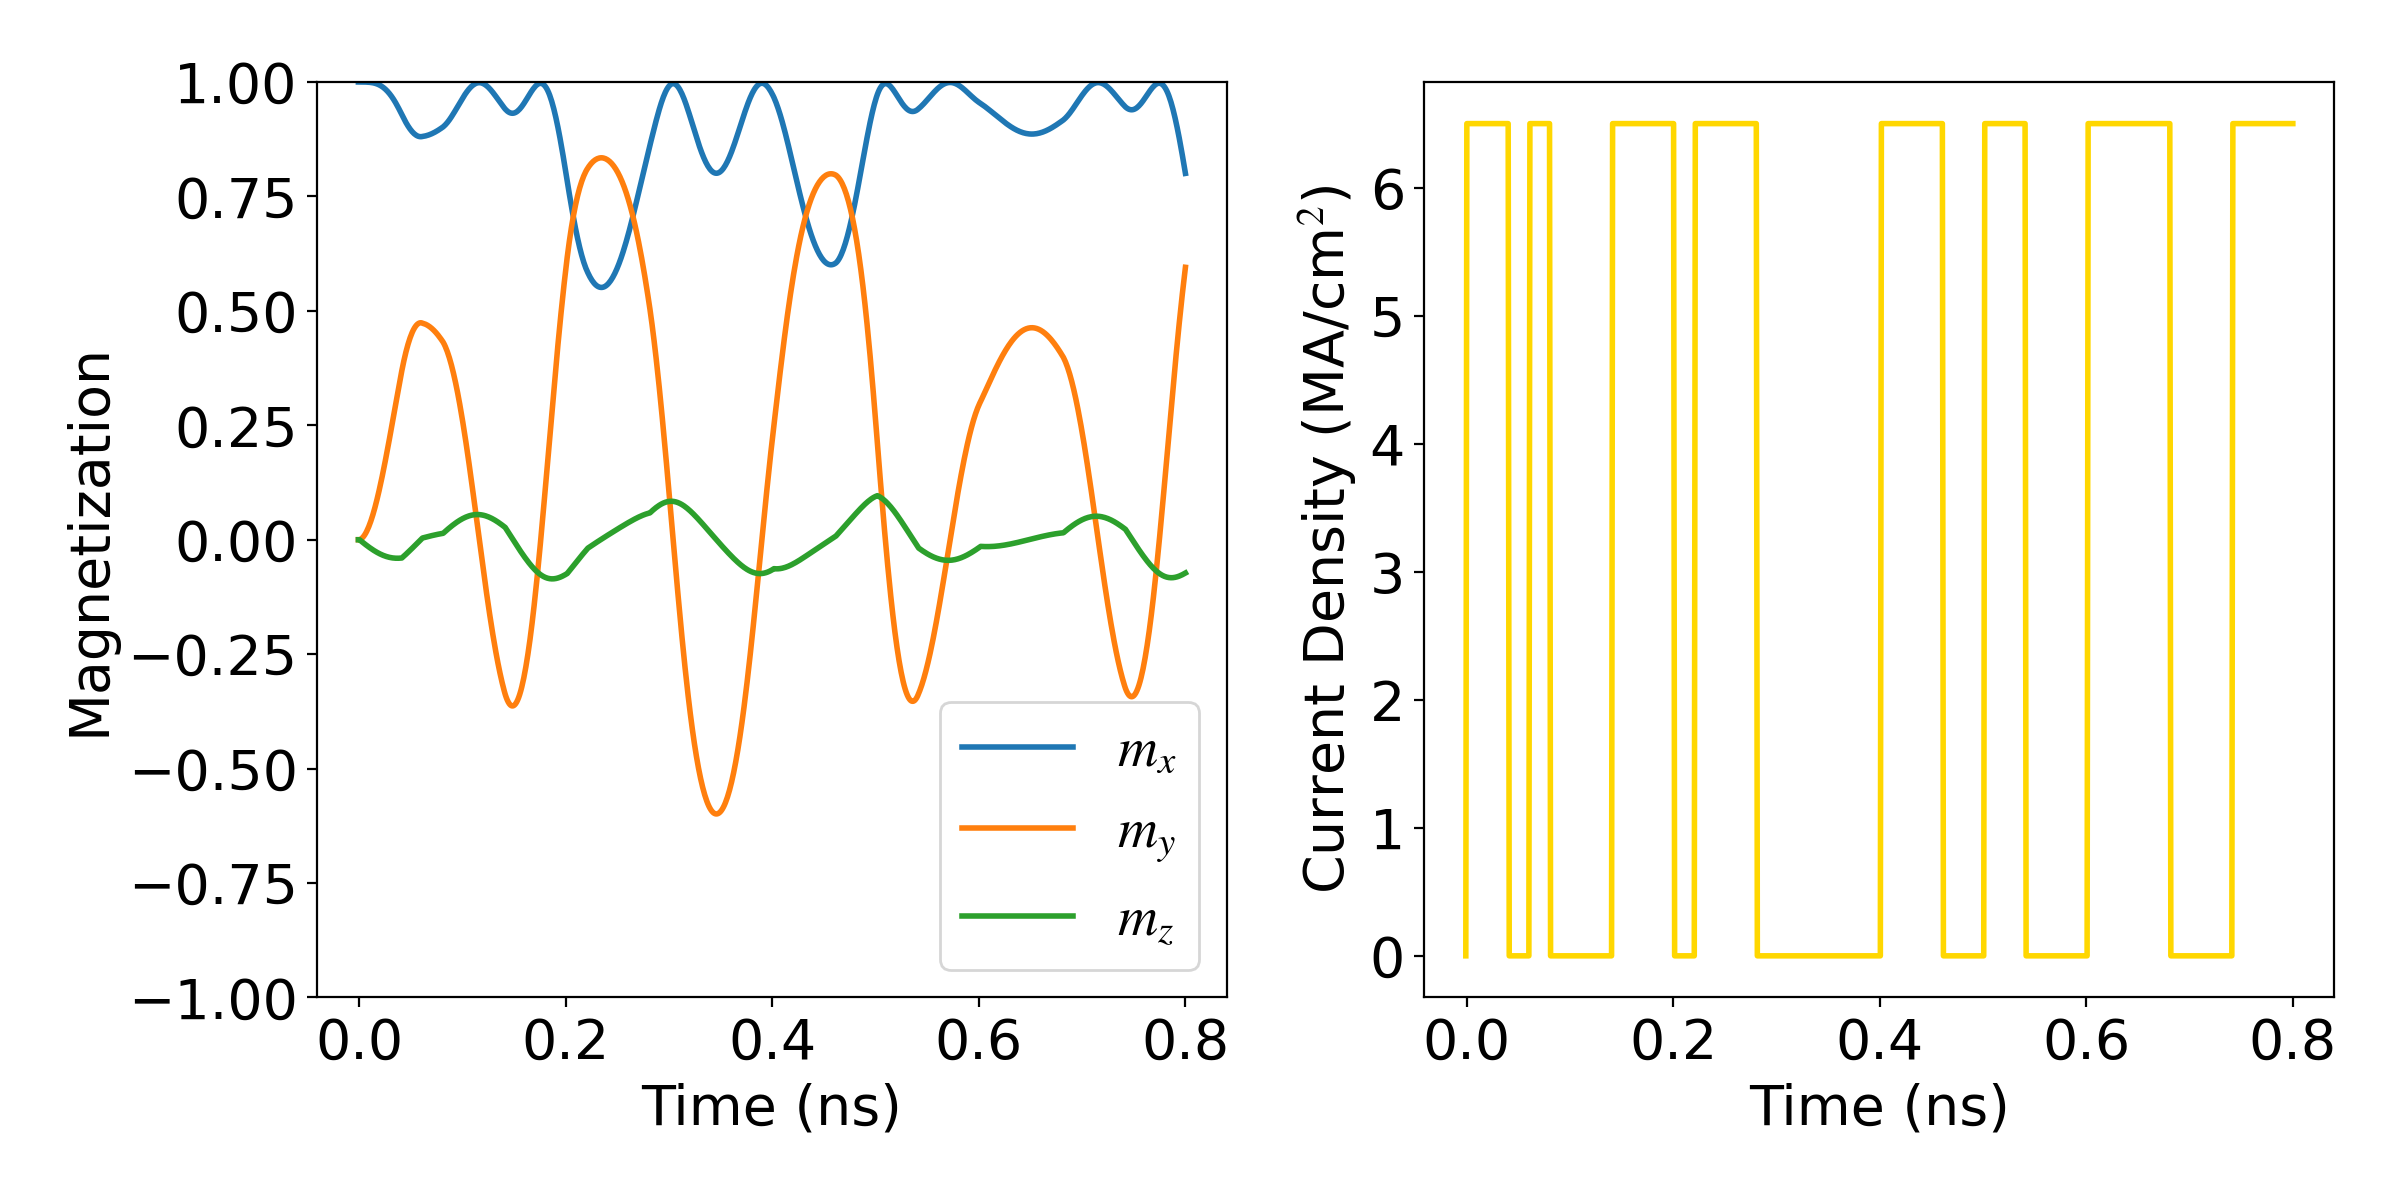 Magnetization
1.00
0.75
0.50
0.25
0.00
−0.25
−0.50
−0.75
−1.00
0.0 0.2 0.4 0.6 0.8
Time (ns)
m_x
m_y
m_z
Current Density (MA/cm²)
6
5
4
3
2
1
0
0.0 0.2 0.4 0.6 0.8
Time (ns)